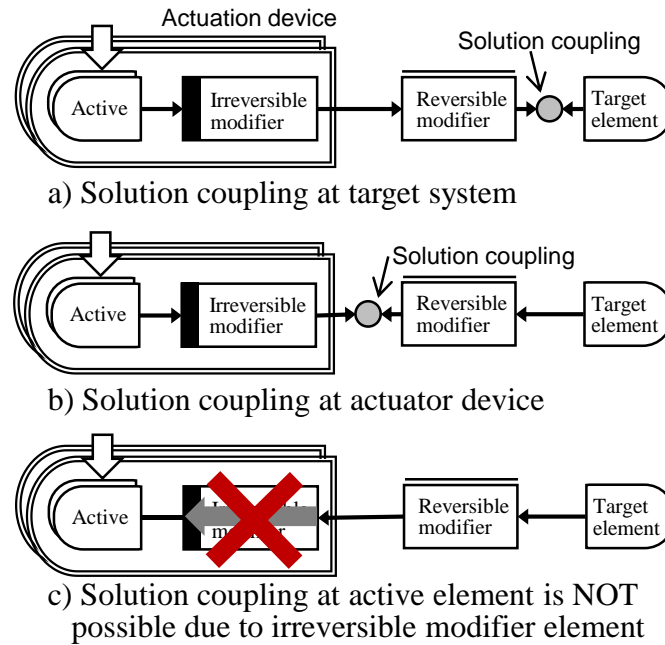 Actuation device
Solution coupling
Active
Irreversible
modifier
Reversible
modifier
Target
element
a) Solution coupling at target system
Solution coupling
Active
Irreversible
modifier
Reversible
modifier
Target
element
b) Solution coupling at actuator device
Active
Reversible
modifier
Target
element
c) Solution coupling at active element is NOT
possible due to irreversible modifier element